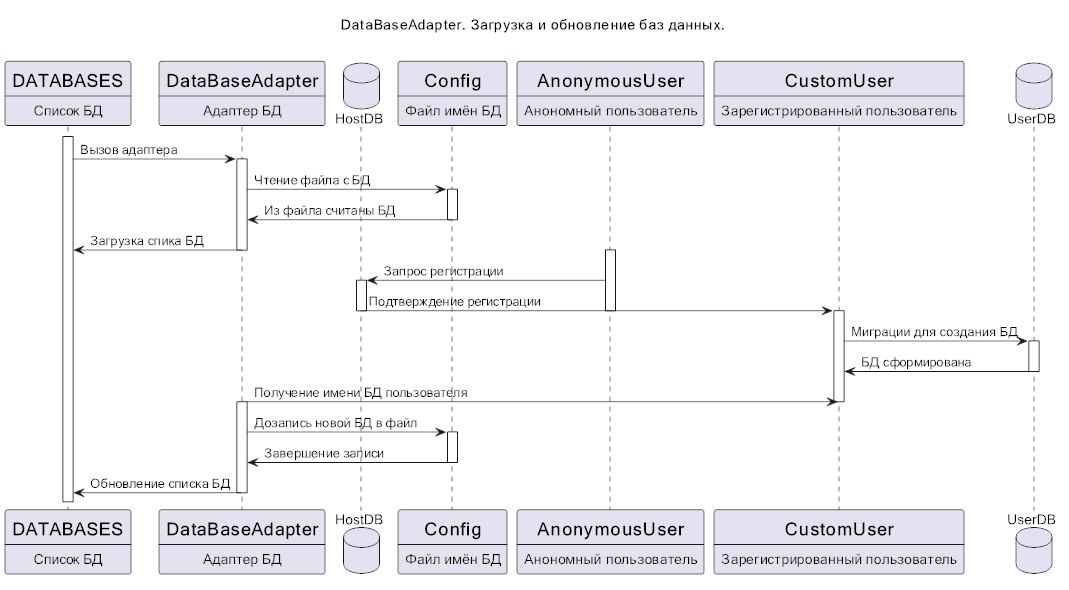 DataBaseAdapter. Загрузка и обновление баз данных.
DATABASES
Список БД
DataBaseAdapter
Адаптер БД
HostDB
Config
Файл имён БД
AnonymousUser
Анономный пользователь
CustomUser
Зарегистрированный пользователь
UserDB
Вызов адаптера
Чтение файла с БД
Из файла считаны БД
Загрузка спика БД
Запрос регистрации
Подтверждение регистрации
Миграции для создания БД
БД сформирована
Получение имени БД пользователя
Дозапись новой БД в файл
Завершение записи
Обновление списка БД
DATABASES
Список БД
DataBaseAdapter
Адаптер БД
HostDB
Config
Файл имён БД
AnonymousUser
Анономный пользователь
CustomUser
Зарегистрированный пользователь
UserDB